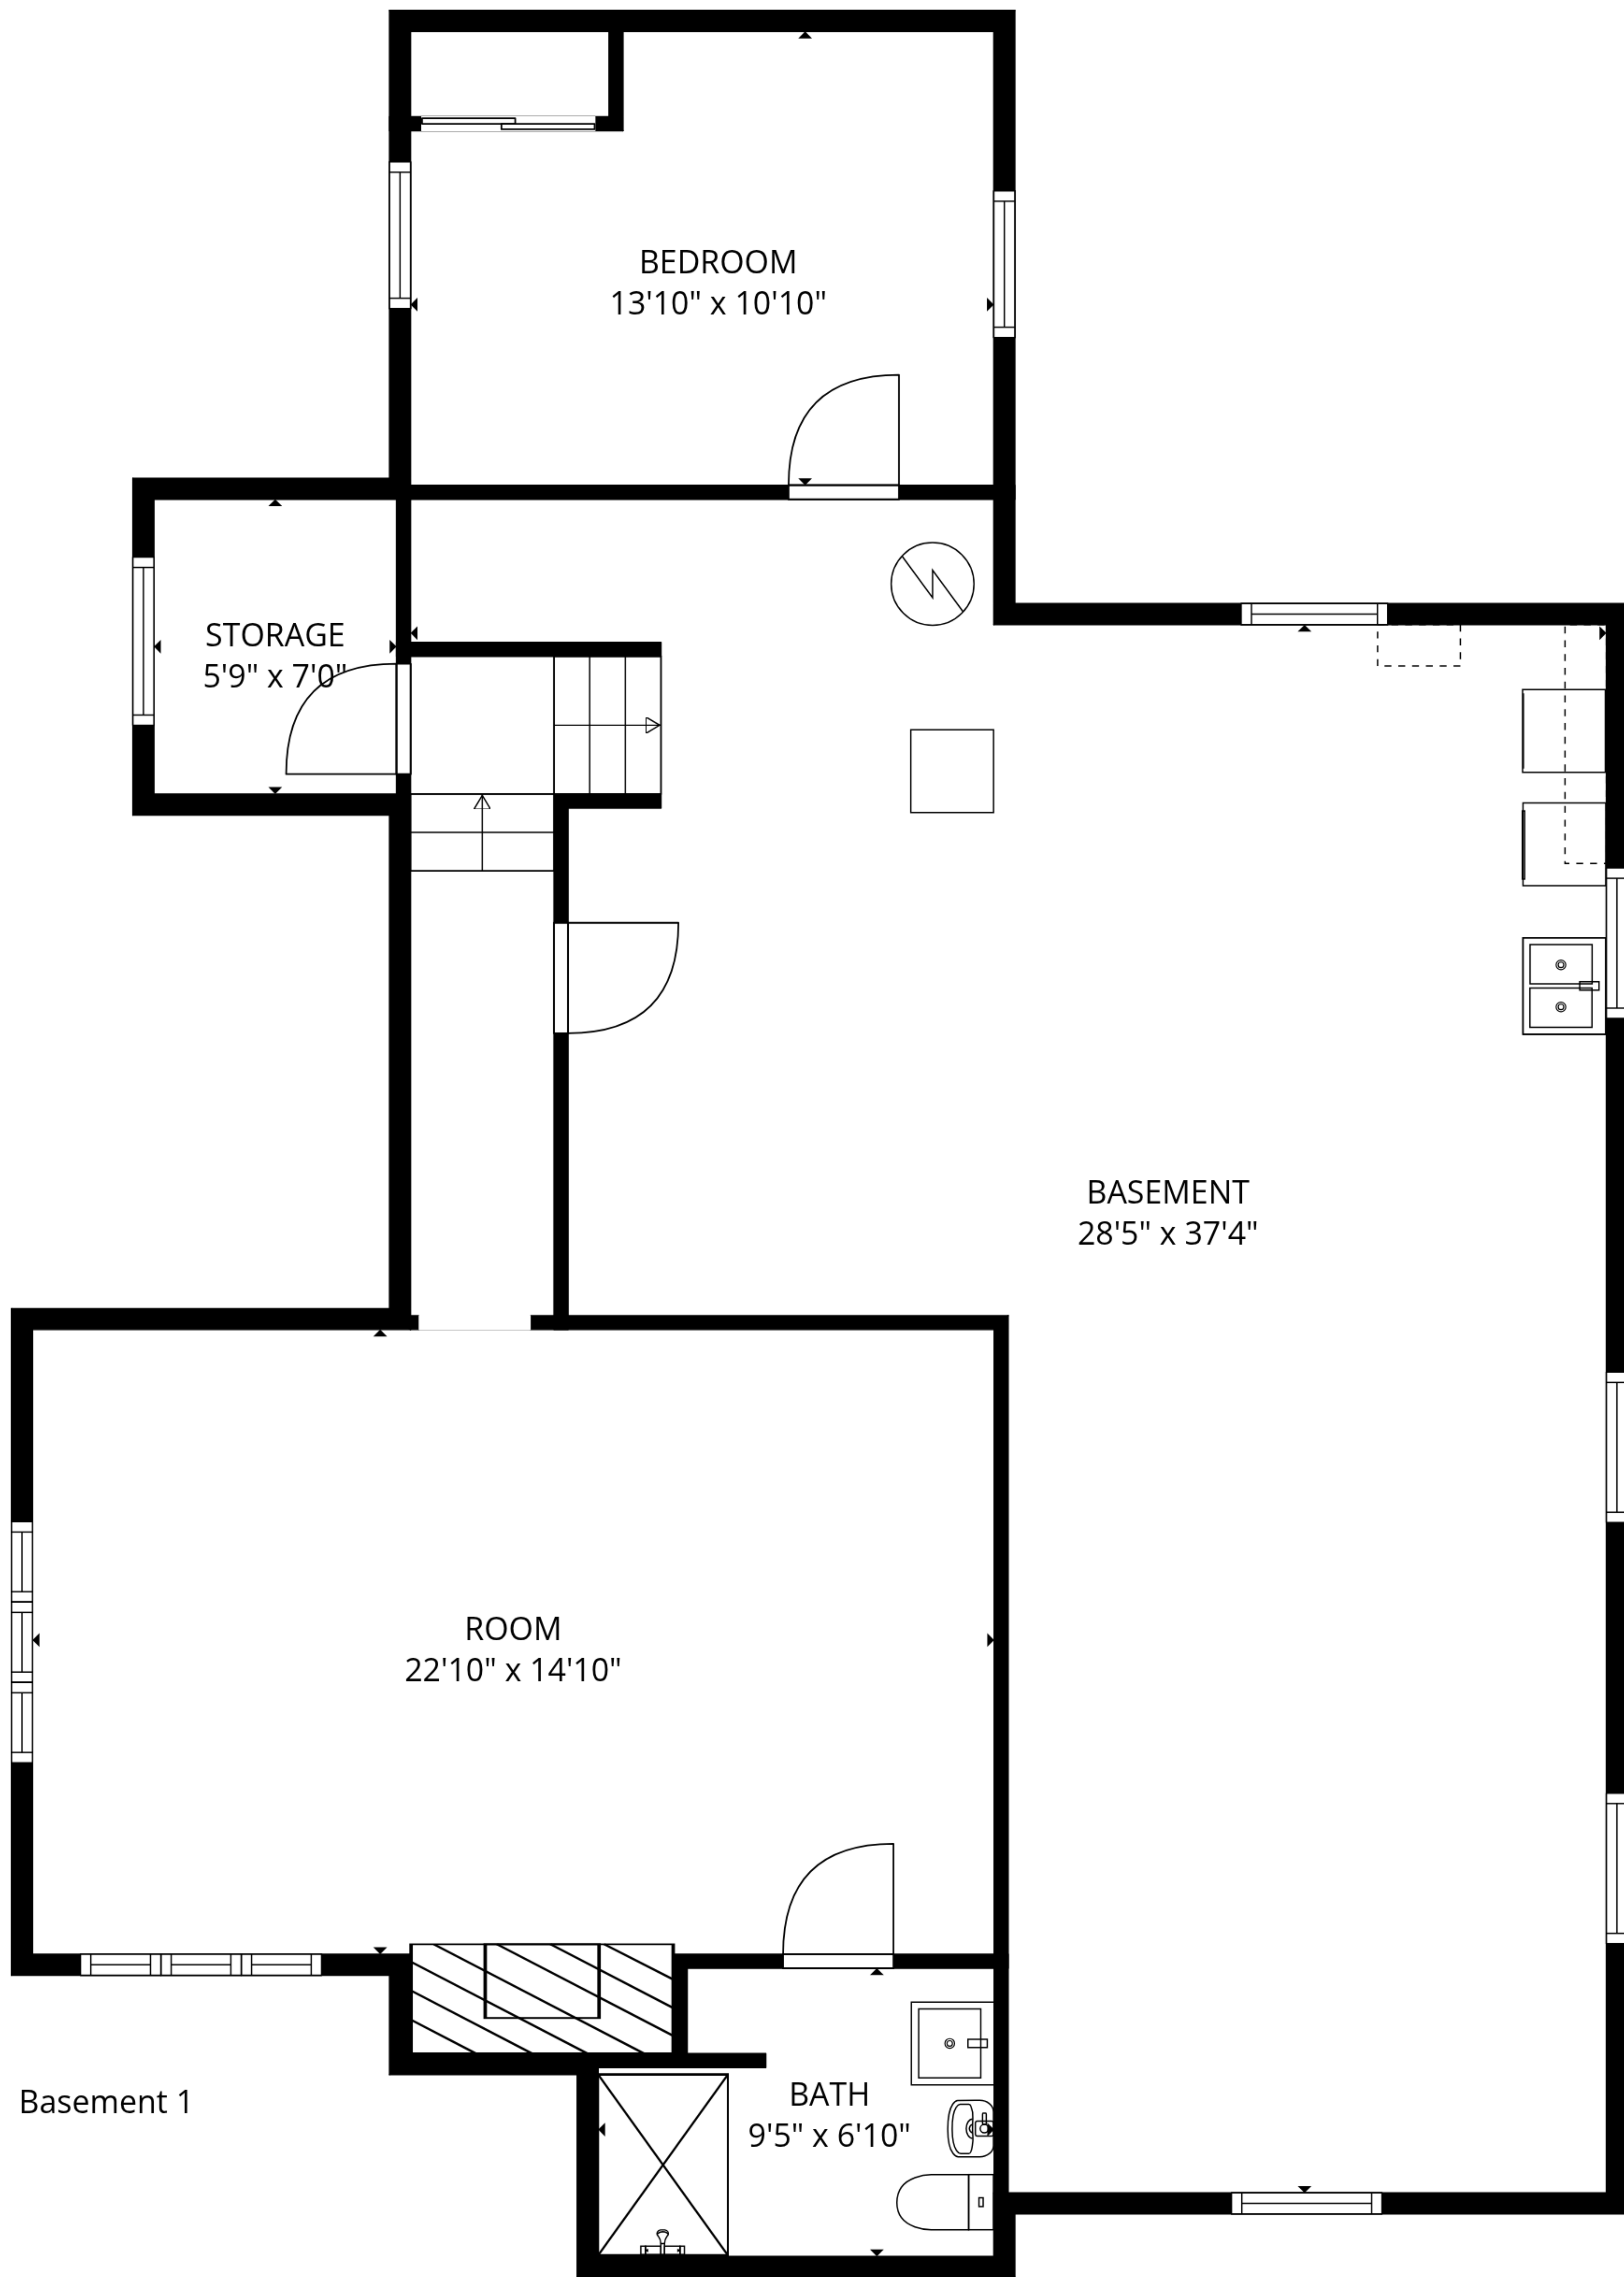 BEDROOM
13'10" x 10'10"
STORAGE
5'9" x 7'0"
BASEMENT
28'5" x 37'4"
ROOM
22'10" x 14'10"
BATH
9'5" x 6'10"
Basement 1